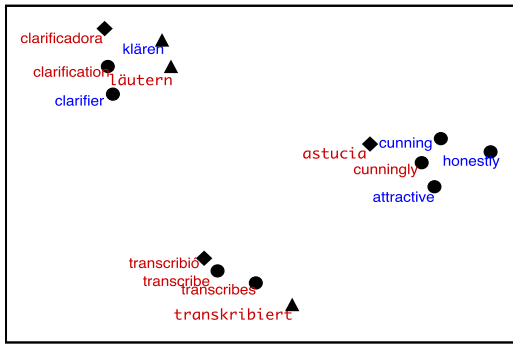 clarificadora
klären
clarification
läutern
clarifier
cunning
astucia
honestly
cunningly
attractive
transcribió
transcribe
transcribes
transkribiert